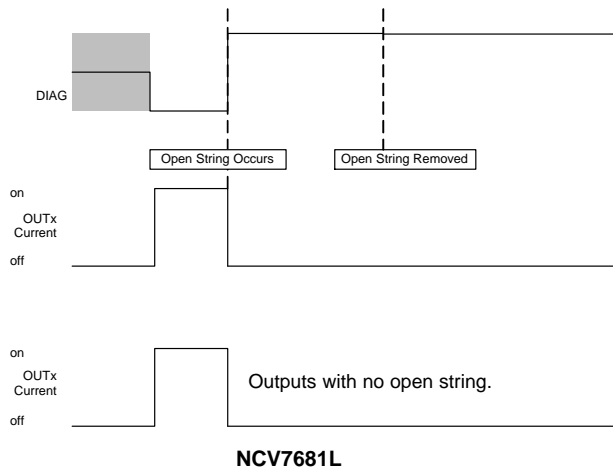 DIAG
Open String Occurs
Open String Removed
on
OUTx
Current
off
on
OUTx
Current
off
Outputs with no open string.
NCV7681L